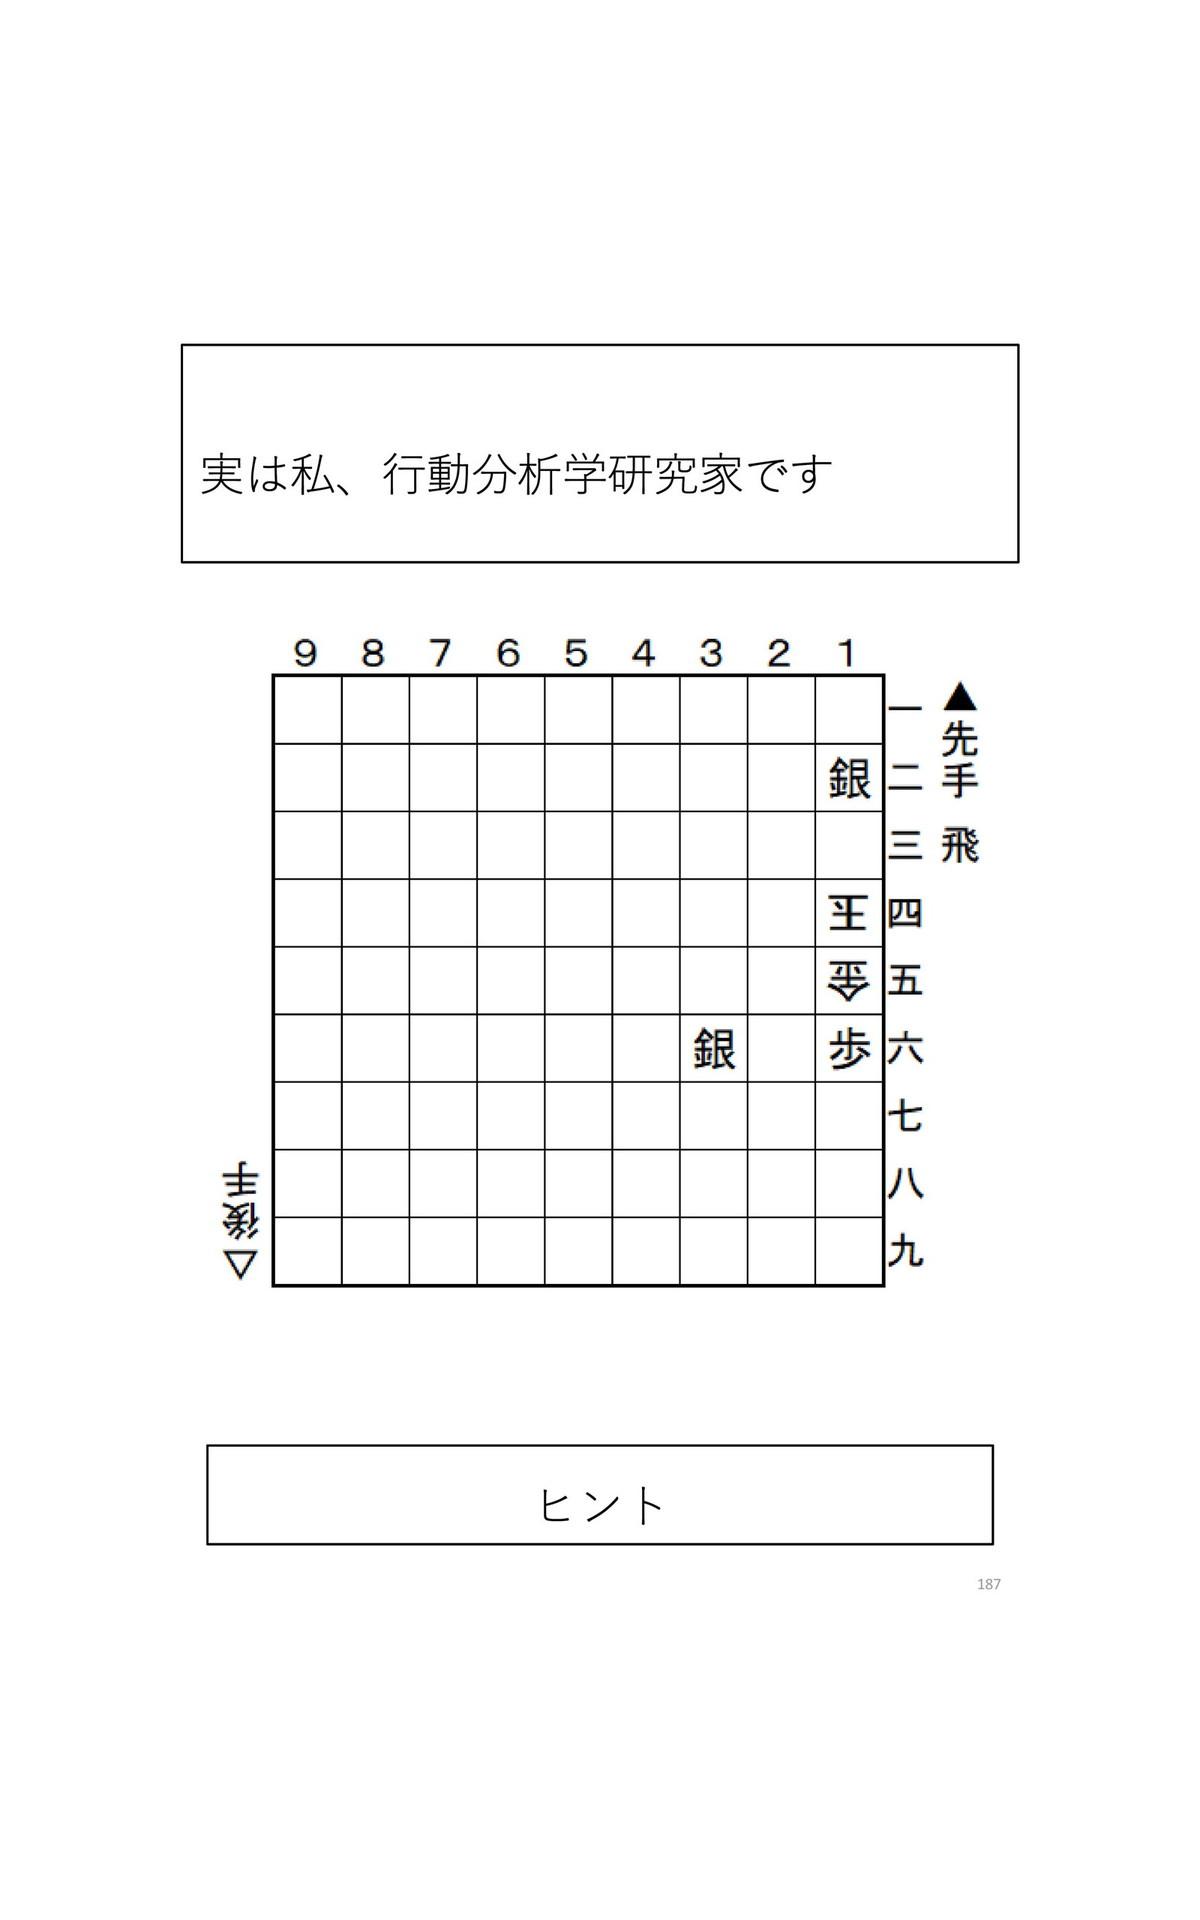 実は私、行動分析学研究家です
9 8 7 6 5 4 3 2 1
一
銀 二
三
王 四
金 五
銀 歩 六
七
八
九
▲先手 飛
△後手
ヒント
187